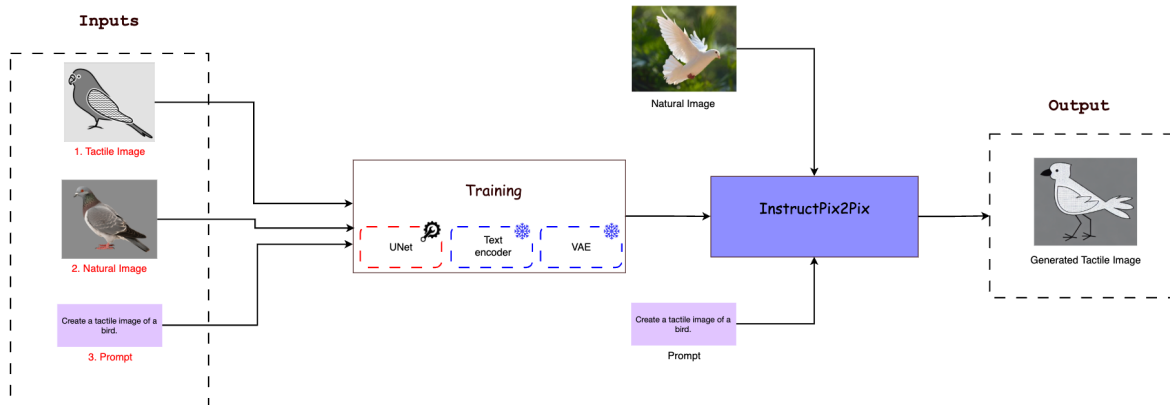 Inputs
1. Tactile Image
2. Natural Image
Create a tactile image of a
bird.
3. Prompt
Training
UNet
Text
encoder
VAE
Natural Image
InstructPix2Pix
Create a tactile image of a
bird.
Prompt
Output
Generated Tactile Image